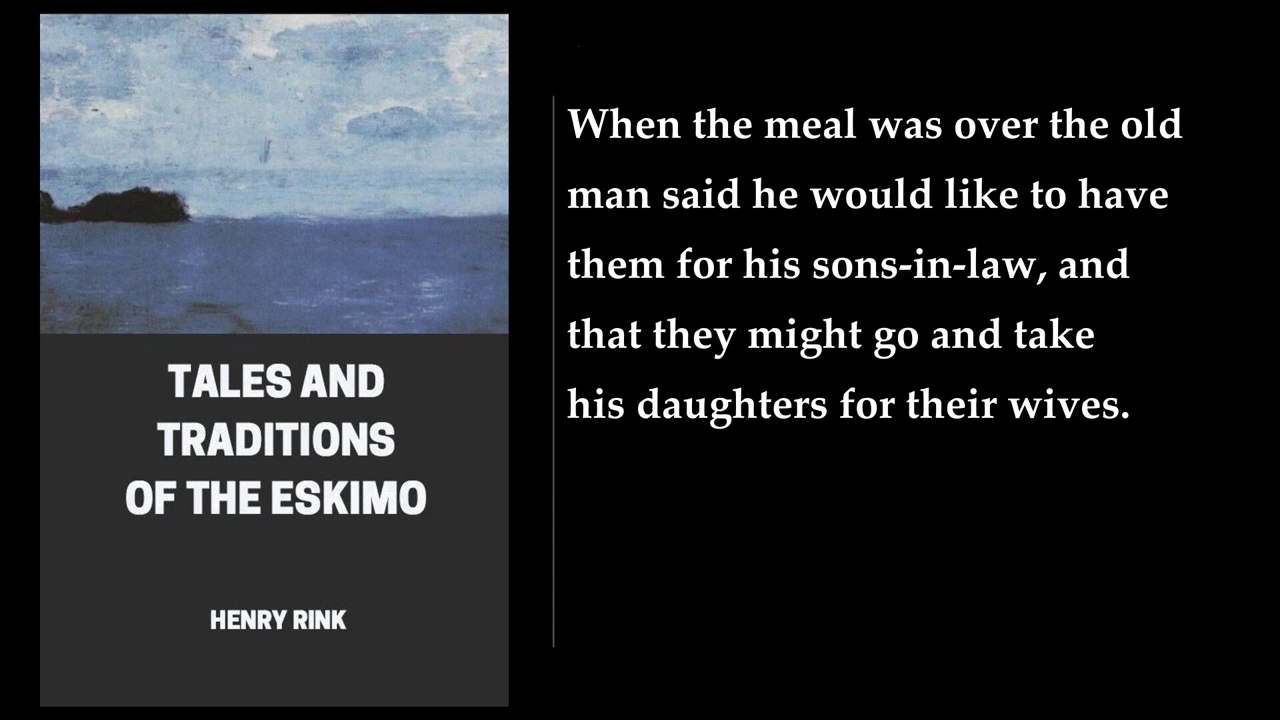 TALES AND
TRADITIONS
OF THE ESKIMO
HENRY RINK
When the meal was over the old
man said he would like to have
them for his sons-in-law, and
that they might go and take
his daughters for their wives.